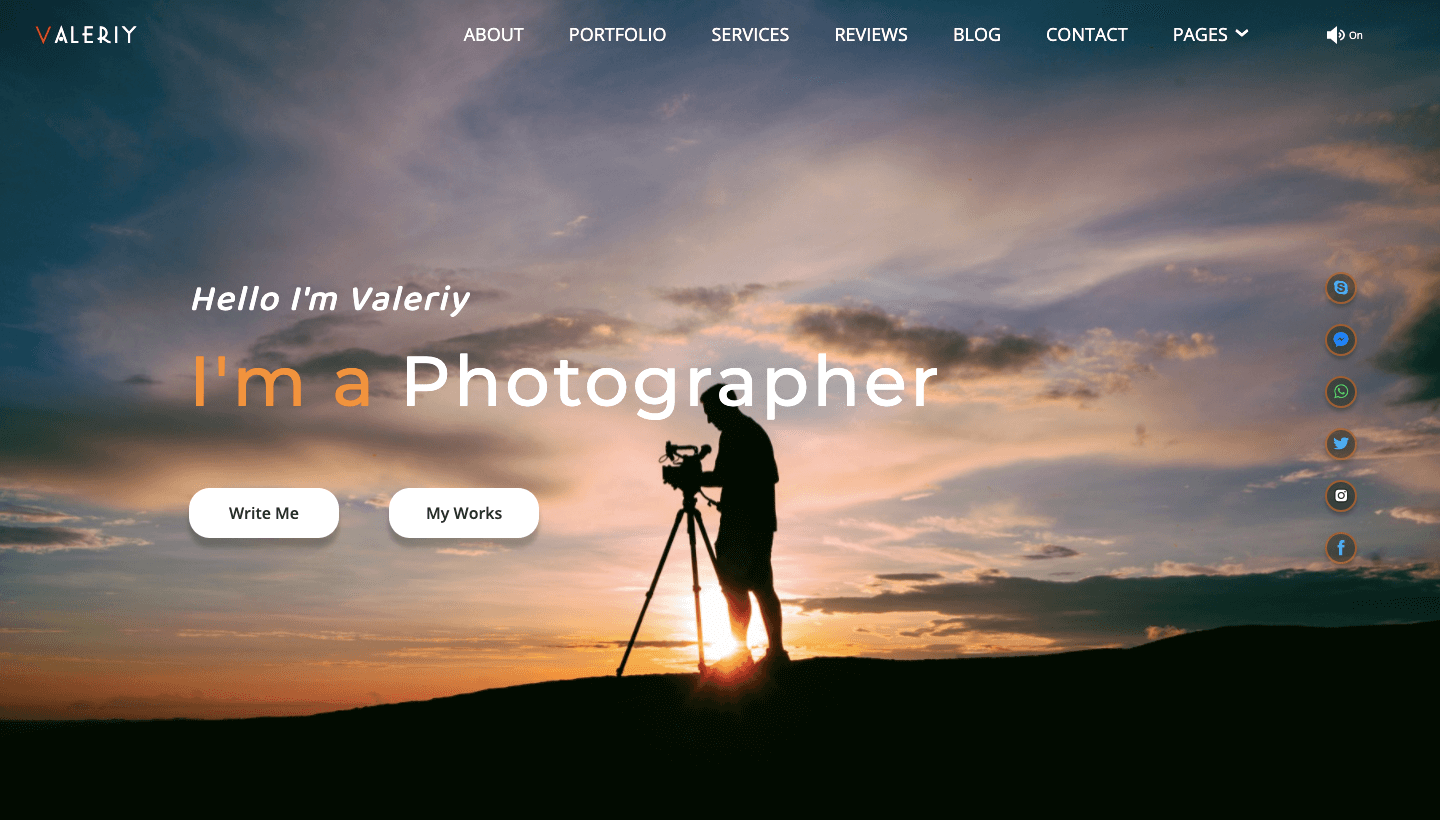 VALERIY
ABOUT PORTFOLIO SERVICES REVIEWS BLOG CONTACT PAGES On
Hello I'm Valeriy
I'm a Photographer
Write Me My Works